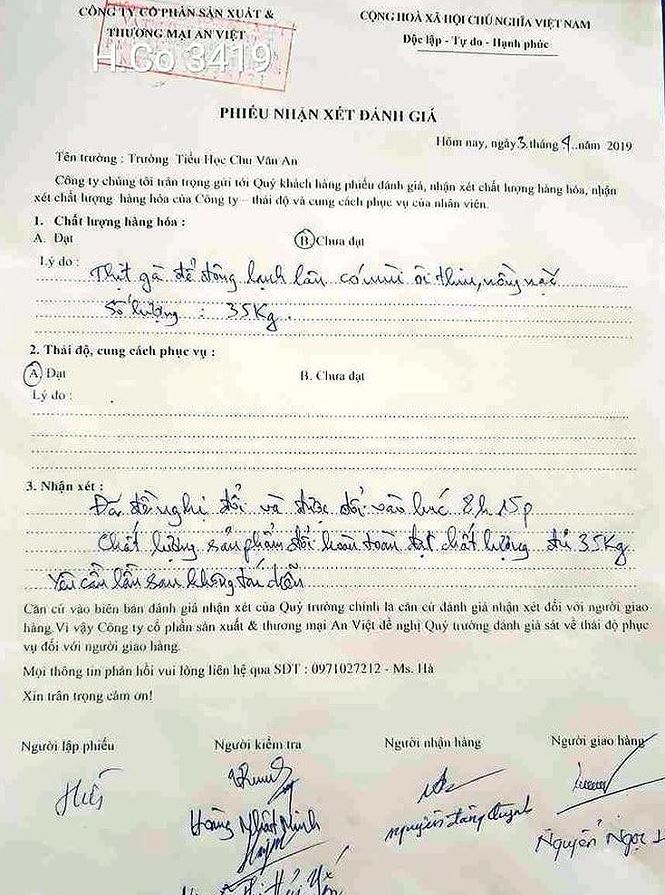 CÔNG TY CỔ PHẦN SẢN XUẤT &
THƯƠNG MẠI AN VIỆT
H.Co 3419
CỘNG HOÀ XÃ HỘI CHỦ NGHĨA VIỆT NAM
Độc lập - Tự do - Hạnh phúc
PHIẾU NHẬN XÉT ĐÁNH GIÁ
Hôm nay, ngày 3 tháng 4 năm 2019
Tên trường : Trường Tiểu Học Chu Văn An
Công ty chúng tôi trân trọng gửi tới Quý khách hàng phiếu đánh giá, nhận xét chất lượng hàng hóa, nhận
xét chất lượng hàng hóa của Công ty – thái độ và cung cách phục vụ của nhân viên.
1. Chất lượng hàng hóa :
A. Đạt
B. Chưa đạt
Lý do : Thịt gà để đông lạnh lâu có mùi ôi thiu, nồng nặc
Số lượng : 35Kg.
2. Thái độ, cung cách phục vụ :
A. Đạt
B. Chưa đạt
Lý do :
3. Nhận xét :
Đã đề nghị đổi và được đổi vào lúc 8h15p
Chất lượng sản phẩm đổi hoàn toàn đạt chất lượng đủ 35Kg
Yêu cầu lần sau không tái diễn
Căn cứ vào biên bản đánh giá nhận xét của Quý trường chính là căn cứ đánh giá nhận xét đối với người giao
hàng. Vì vậy Công ty cổ phần sản xuất & thương mại An Việt đề nghị Quý trường đánh giá sát về thái độ phục
vụ đối với người giao hàng.
Mọi thông tin phản hồi vui lòng liên hệ qua SĐT : 0971027212 - Ms. Hà
Xin trân trọng cảm ơn!
Người lập phiếu
Người kiểm tra
Người nhận hàng
Người giao hàng
Hoàng Nhật Minh
Nguyễn Đăng Quỳnh
Nguyễn Ngọc